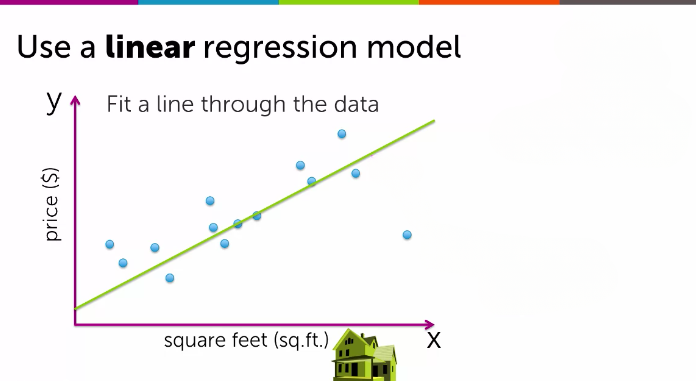 Use a linear regression model
y
Fit a line through the data
price ($)
square feet (sq.ft.)
x